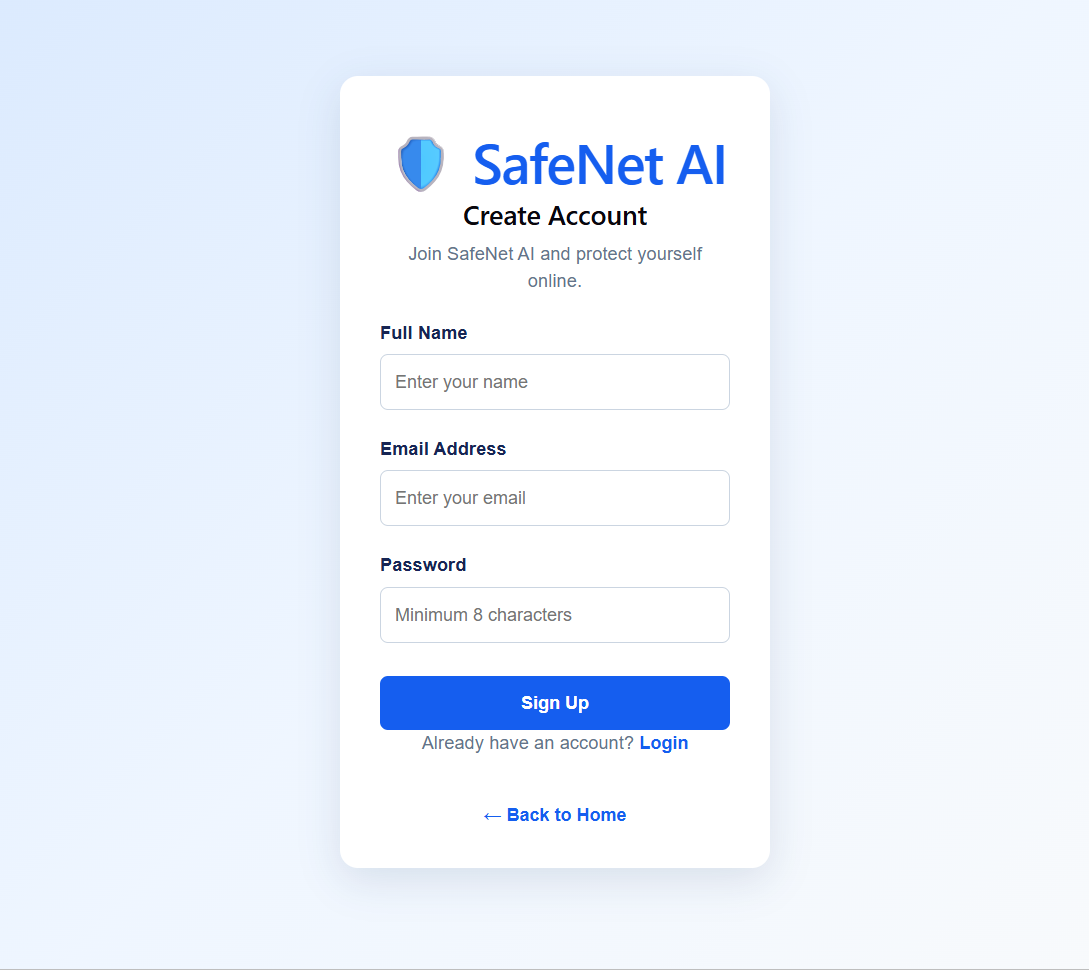 SafeNet AI
Create Account
Join SafeNet AI and protect yourself
online.
Full Name
Enter your name
Email Address
Enter your email
Password
Minimum 8 characters
Sign Up
Already have an account? Login
← Back to Home